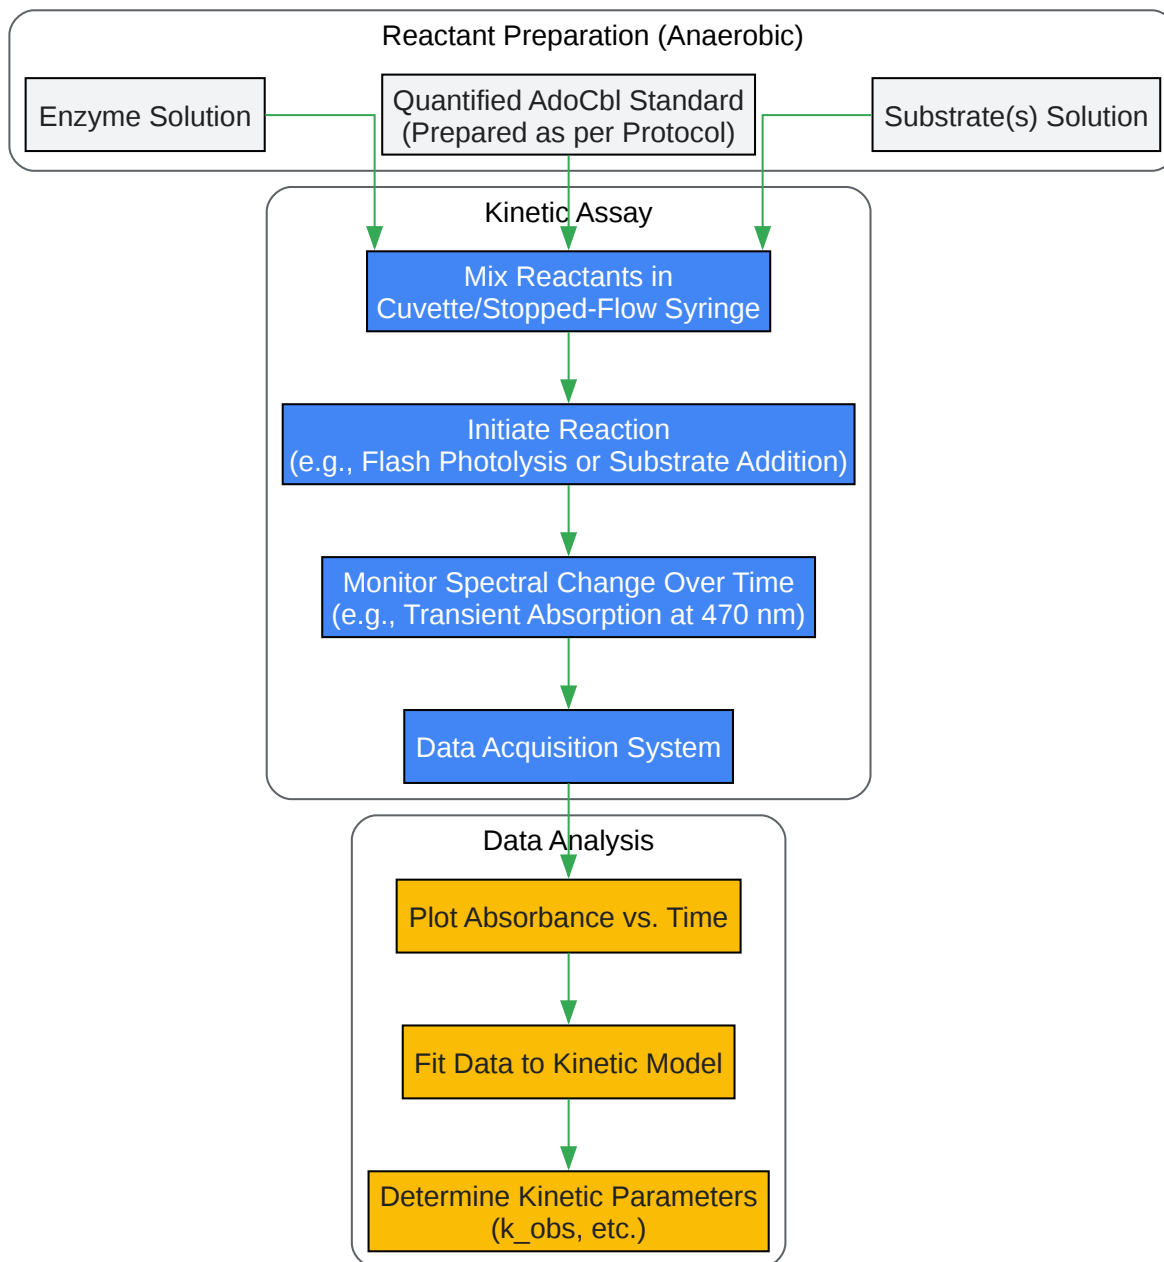 Reactant Preparation (Anaerobic)
Enzyme Solution
Quantified AdoCbl Standard
(Prepared as per Protocol)
Substrate(s) Solution
Kinetic Assay
Mix Reactants in
Cuvette/Stopped-Flow Syringe
Initiate Reaction
(e.g., Flash Photolysis or Substrate Addition)
Monitor Spectral Change Over Time
(e.g., Transient Absorption at 470 nm)
Data Acquisition System
Data Analysis
Plot Absorbance vs. Time
Fit Data to Kinetic Model
Determine Kinetic Parameters
(k_obs, etc.)